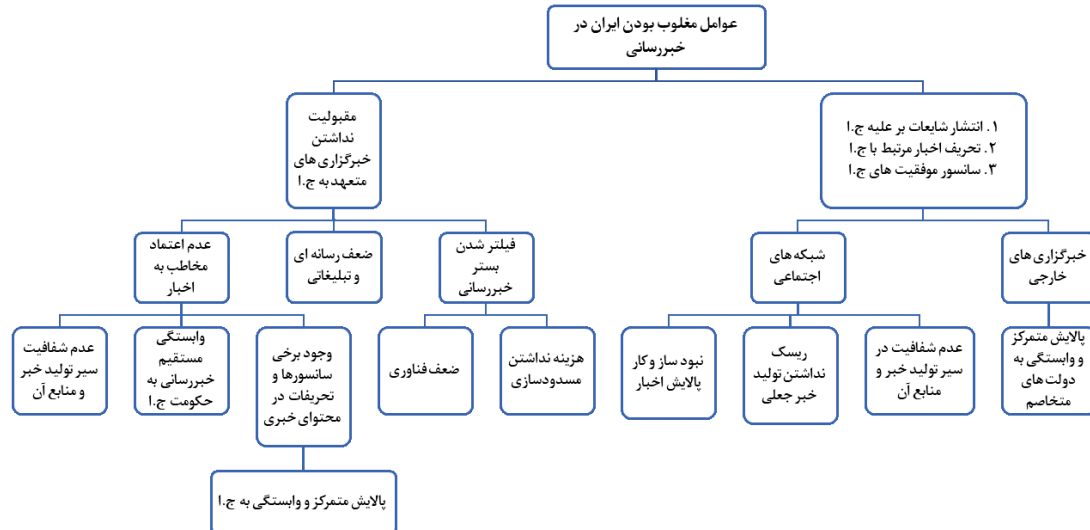 عوامل مغلوب بودن ایران در
خبررسانی
۱. انتشار شایعات بر علیه ج.ا
۲. تحریف اخبار مرتبط با ج.ا
۳. سانسور موفقیت های ج.ا
مقبولیت
نداشتن
خبرگزاری های
متعهد به ج.ا
خبرگزاری های
خارجی
شبکه های
اجتماعی
فیلتر شدن
بستر
خبررسانی
ضعف رسانه ای
و تبلیغاتی
عدم اعتماد
مخاطب به
اخبار
پالایش متمرکز
و وابستگی به
دولت های
متخاصم
عدم شفافیت در
سیر تولید خبر و
منابع آن
ریسک
نداشتن تولید
خبر جعلی
نبود ساز و کار
پالایش اخبار
هزینه نداشتن
مسدودسازی
ضعف فناوری
وجود برخی
سانسورها و
تحریفات در
محتوای خبری
وابستگی
مستقیم
خبررسانی به
حکومت ج.ا
عدم شفافیت
سیر تولید خبر
و منابع آن
پالایش متمرکز و وابستگی به ج.ا